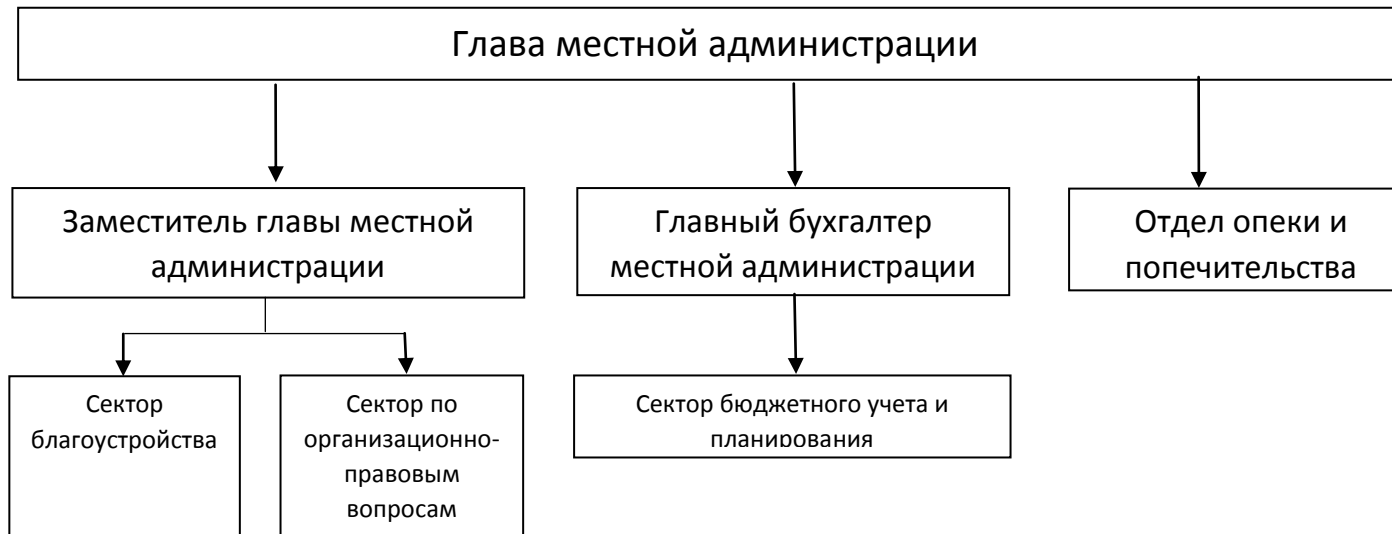 Глава местной администрации
Заместитель главы местной
администрации
Главный бухгалтер
местной администрации
Отдел опеки и
попечительства
Сектор
благоустройства
Сектор по
организационно-
правовым
вопросам
Сектор бюджетного учета и
планирования